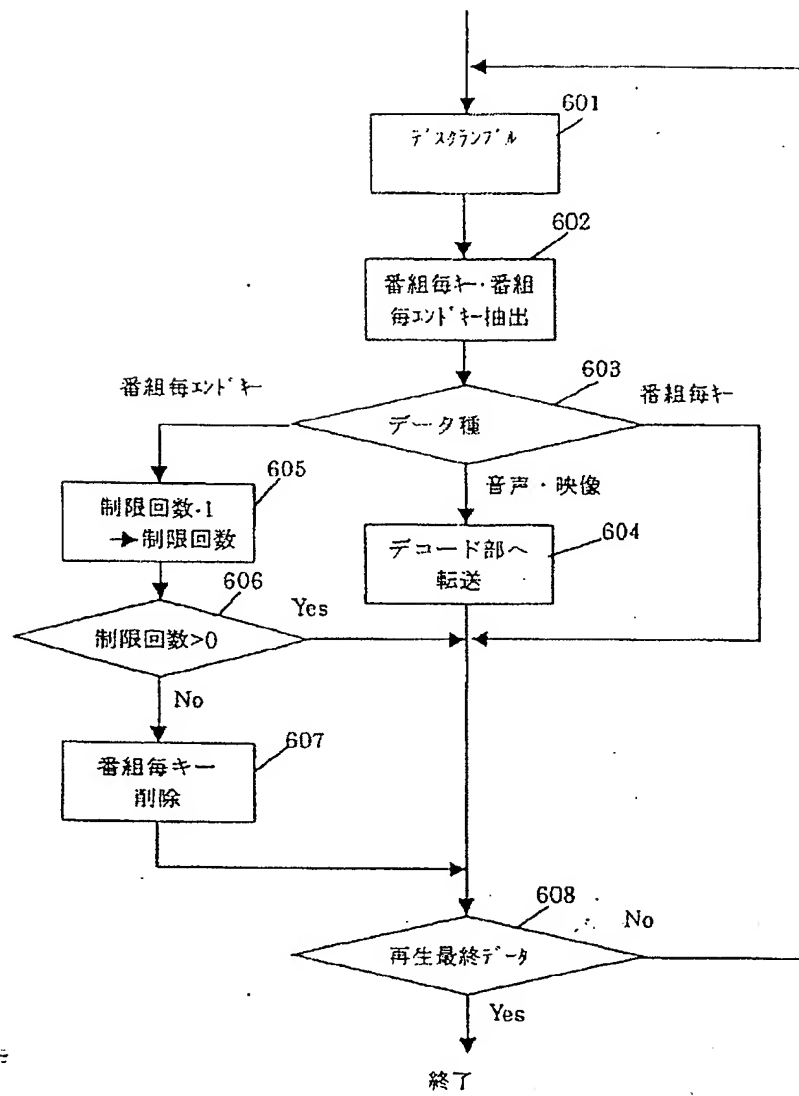 601
ﾃﾞｽｸﾗﾝﾌﾞﾙ
602
番組毎キー・番組
毎ｴﾝﾄﾞｷｰ抽出
603
番組毎ｴﾝﾄﾞｷｰ
番組毎キー
データ種
605
音声・映像
制限回数-1
→制限回数
604
デコード部へ
転送
606
Yes
制限回数>0
No
607
番組毎キー
削除
608
No
再生最終ﾃﾞｰﾀ
Yes
終了